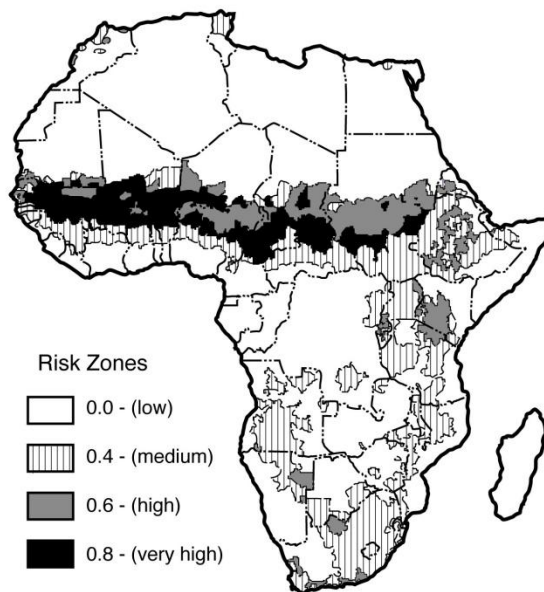 Risk Zones
0.0 - (low)
0.4 - (medium)
0.6 - (high)
0.8 - (very high)